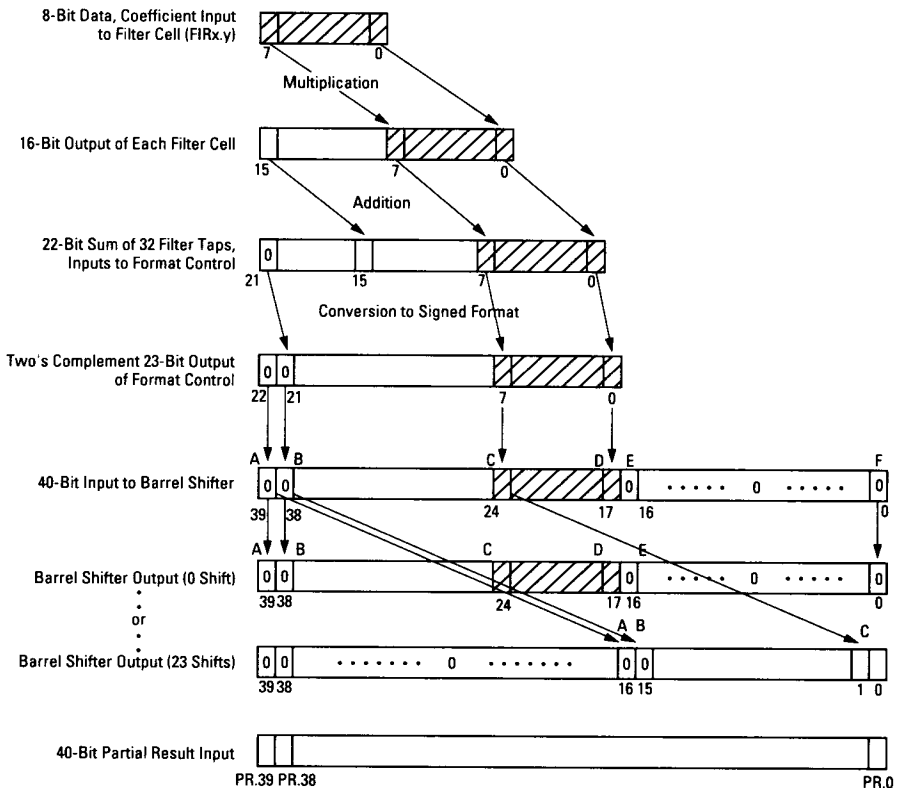 8-Bit Data, Coefficient Input
to Filter Cell (FIRx.y)
7 0
Multiplication
16-Bit Output of Each Filter Cell
15 7 0
Addition
22-Bit Sum of 32 Filter Taps,
Inputs to Format Control
0
21 15 7 0
Conversion to Signed Format
Two's Complement 23-Bit Output
of Format Control
0 0
22 21 7 0
A B C D E F
40-Bit Input to Barrel Shifter
0 0 0 ..... 0 ..... 0
39 38 24 17 16 0
A B C D E
Barrel Shifter Output (0 Shift)
0 0 0 ..... 0 ..... 0
39 38 24 17 16 0
or
A B C
Barrel Shifter Output (23 Shifts)
0 0 ....... 0 ....... 0 0
39 38 16 15 1 0
40-Bit Partial Result Input
PR.39 PR.38 PR.0